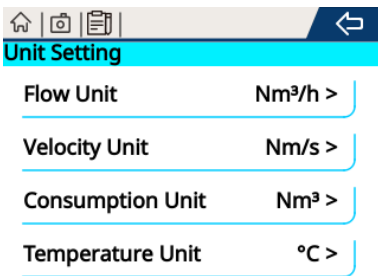 Unit Setting
Flow Unit Nm³/h >
Velocity Unit Nm/s >
Consumption Unit Nm³ >
Temperature Unit °C >